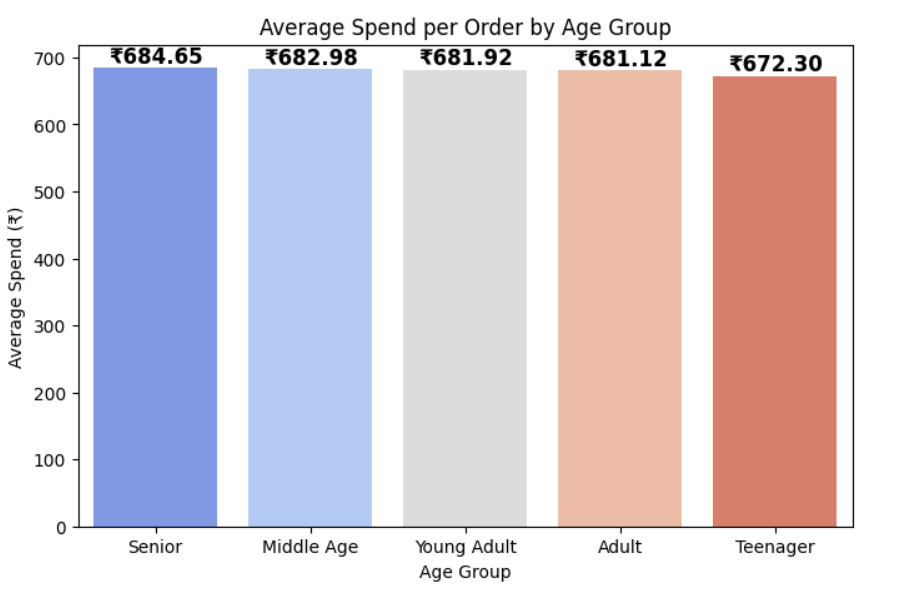 Average Spend per Order by Age Group
₹684.65 ₹682.98 ₹681.92 ₹681.12 ₹672.30
700
600
500
400
300
200
100
0
Average Spend (₹)
Senior Middle Age Young Adult Adult Teenager
Age Group